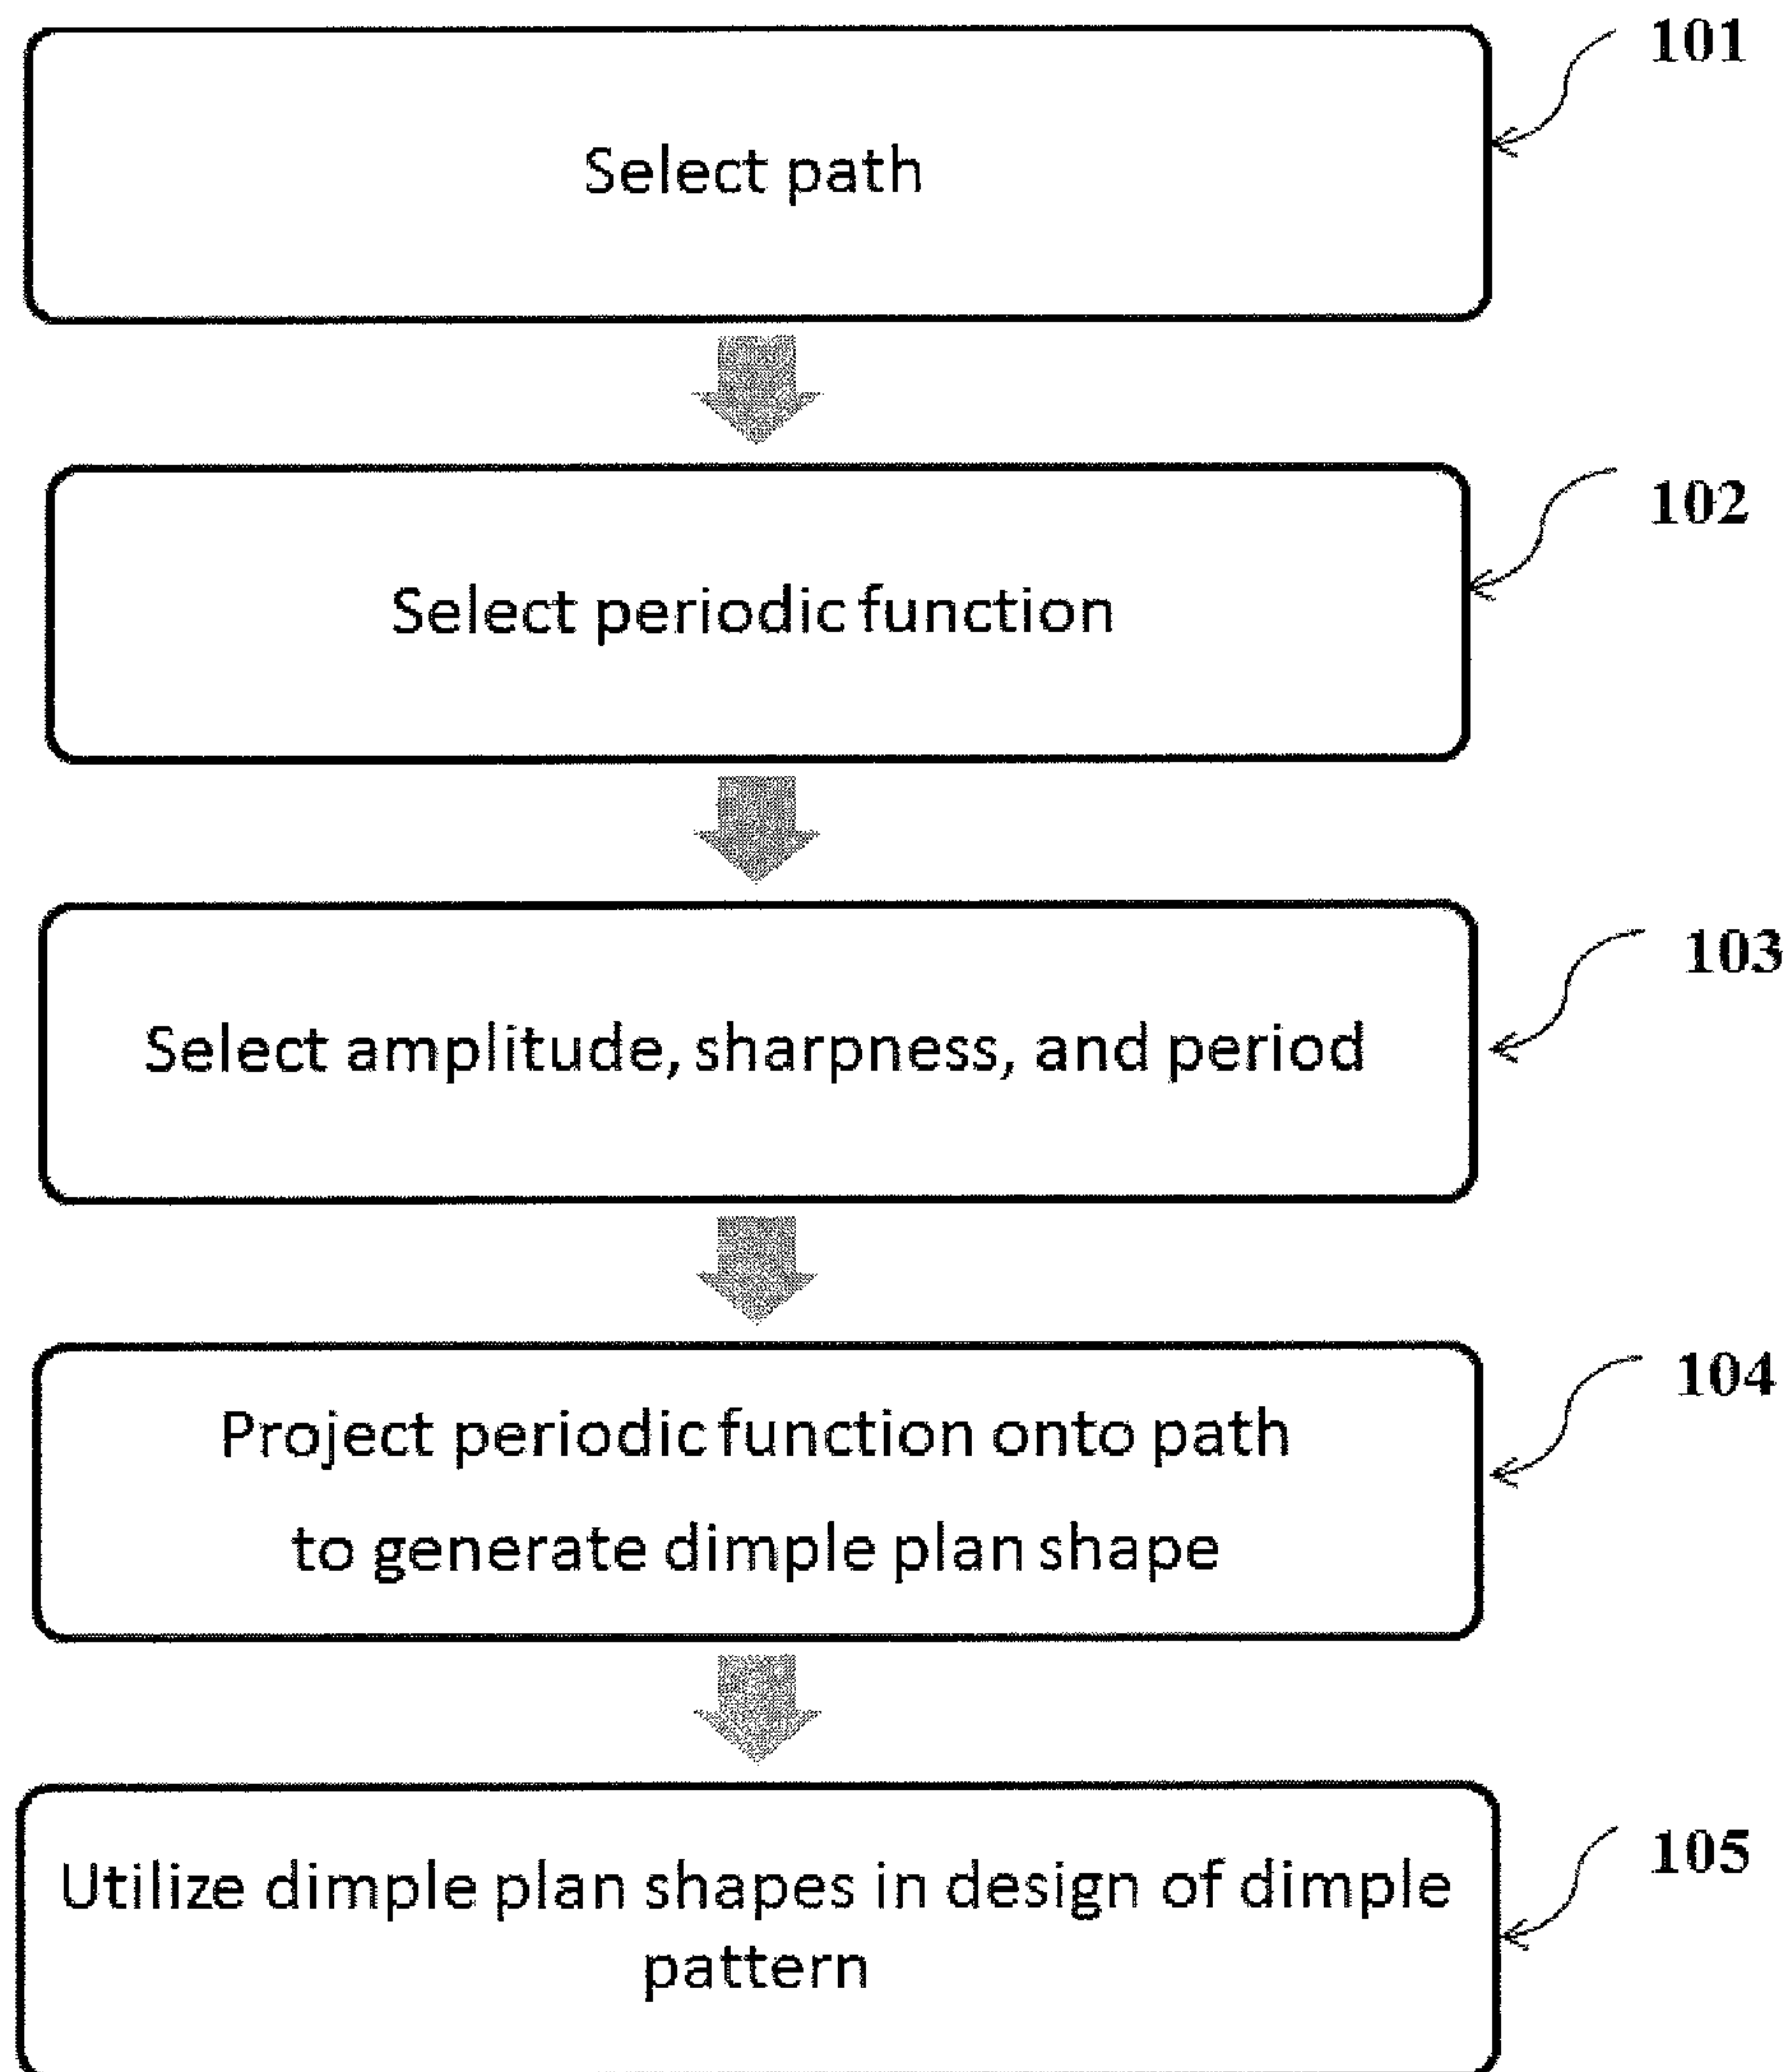 101
Select path
102
Select periodic function
103
Select amplitude, sharpness, and period
104
Project periodic function onto path
to generate dimple plan shape
105
Utilize dimple plan shapes in design of dimple
pattern